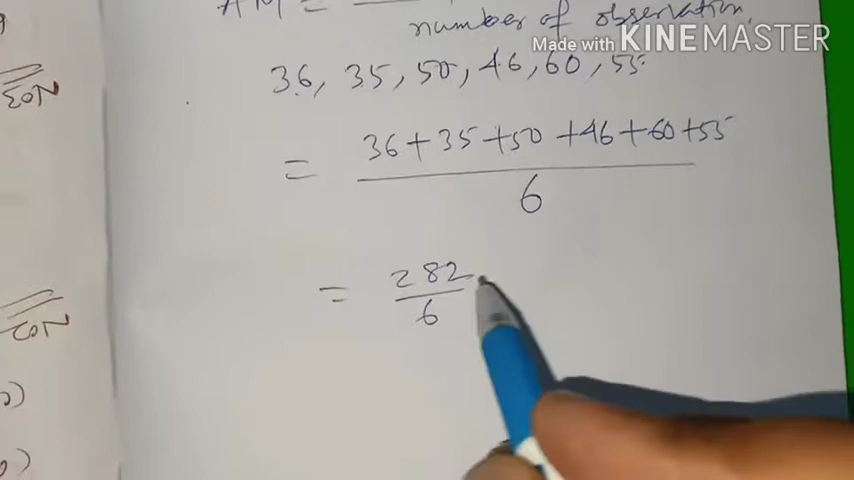 AM =
number of observation.
Made with KINEMASTER
36, 35, 50, 46, 60, 55
= 36 + 35 + 50 + 46 + 60 + 55
6
= 282
6